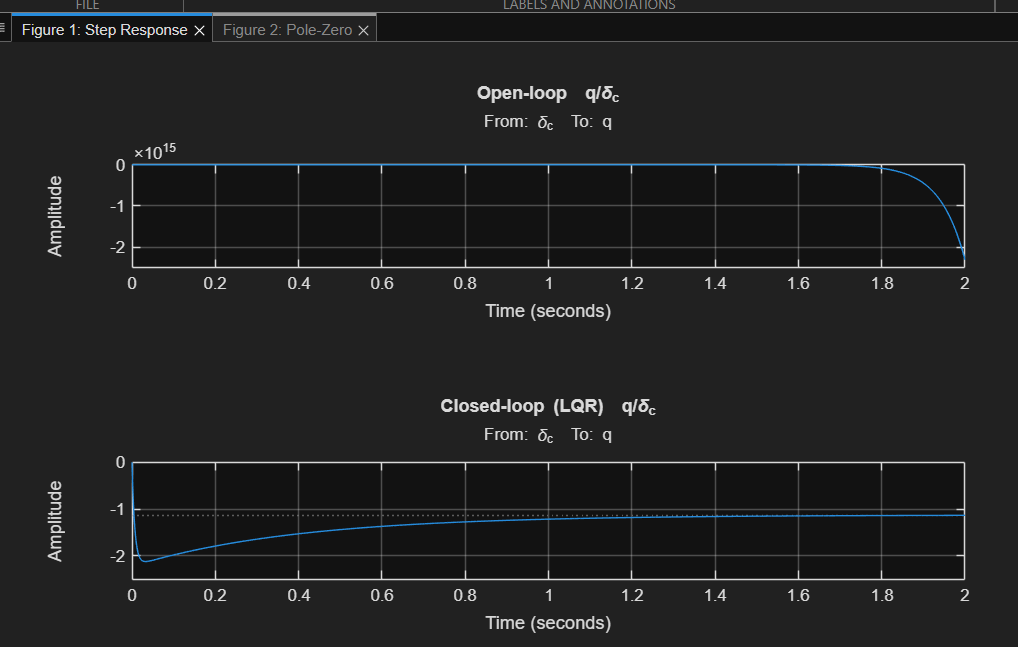 FILE LABELS AND ANNOTATIONS
Figure 1: Step Response × Figure 2: Pole-Zero ×
Open-loop q/δc
From: δc To: q
×10^15
0
-1
-2
Amplitude
0 0.2 0.4 0.6 0.8 1 1.2 1.4 1.6 1.8 2
Time (seconds)
Closed-loop (LQR) q/δc
From: δc To: q
0
-1
-2
Amplitude
0 0.2 0.4 0.6 0.8 1 1.2 1.4 1.6 1.8 2
Time (seconds)